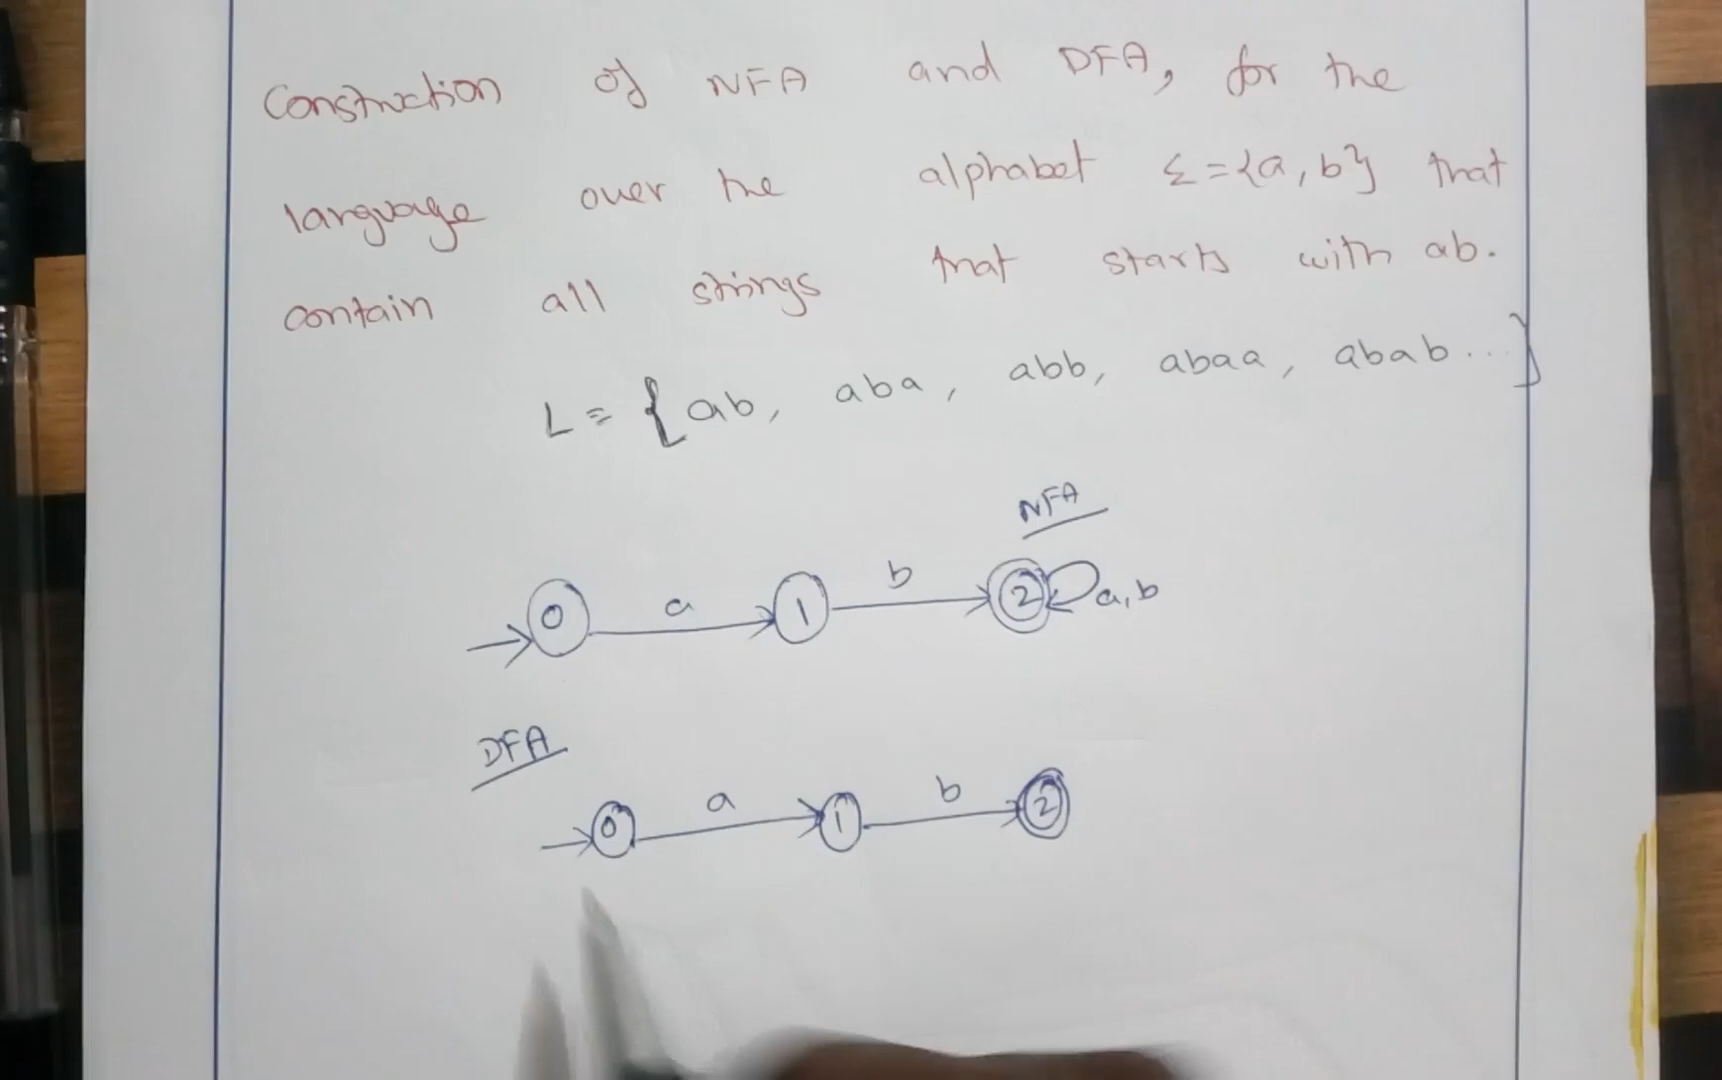 Construction of NFA and DFA, for the
language over the alphabet Σ={a,b} that
contain all strings that starts with ab.
L = {ab, aba, abb, abaa, abab...}
NFA
0 a 1 b 2 a,b
DFA
0 a 1 b 2